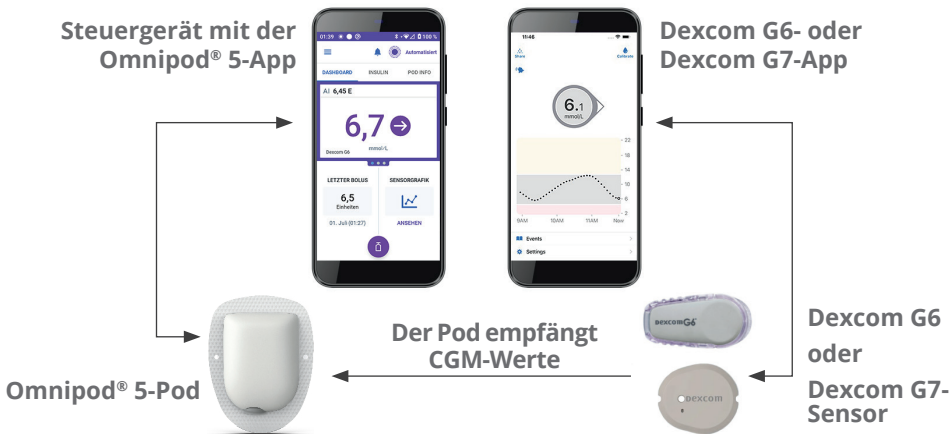 Steuergerät mit der
Omnipod® 5-App
01:39
100 %
Automatisiert
DASHBOARD INSULIN POD INFO
AI 6,45 E
6,7
mmol/L
Dexcom G6
LETZTER BOLUS
6,5
Einheiten
01. Juli (01:27)
SENSORGRAFIK
ANSEHEN
11:46
Share
Calibrate
6.1
mmol/L
22
18
14
10
6
2
9AM 10AM 11AM Now
Events
Settings
Dexcom G6- oder
Dexcom G7-App
Omnipod® 5-Pod
Der Pod empfängt
CGM-Werte
Dexcom G6
Dexcom
Dexcom G6
oder
Dexcom G7-
Sensor